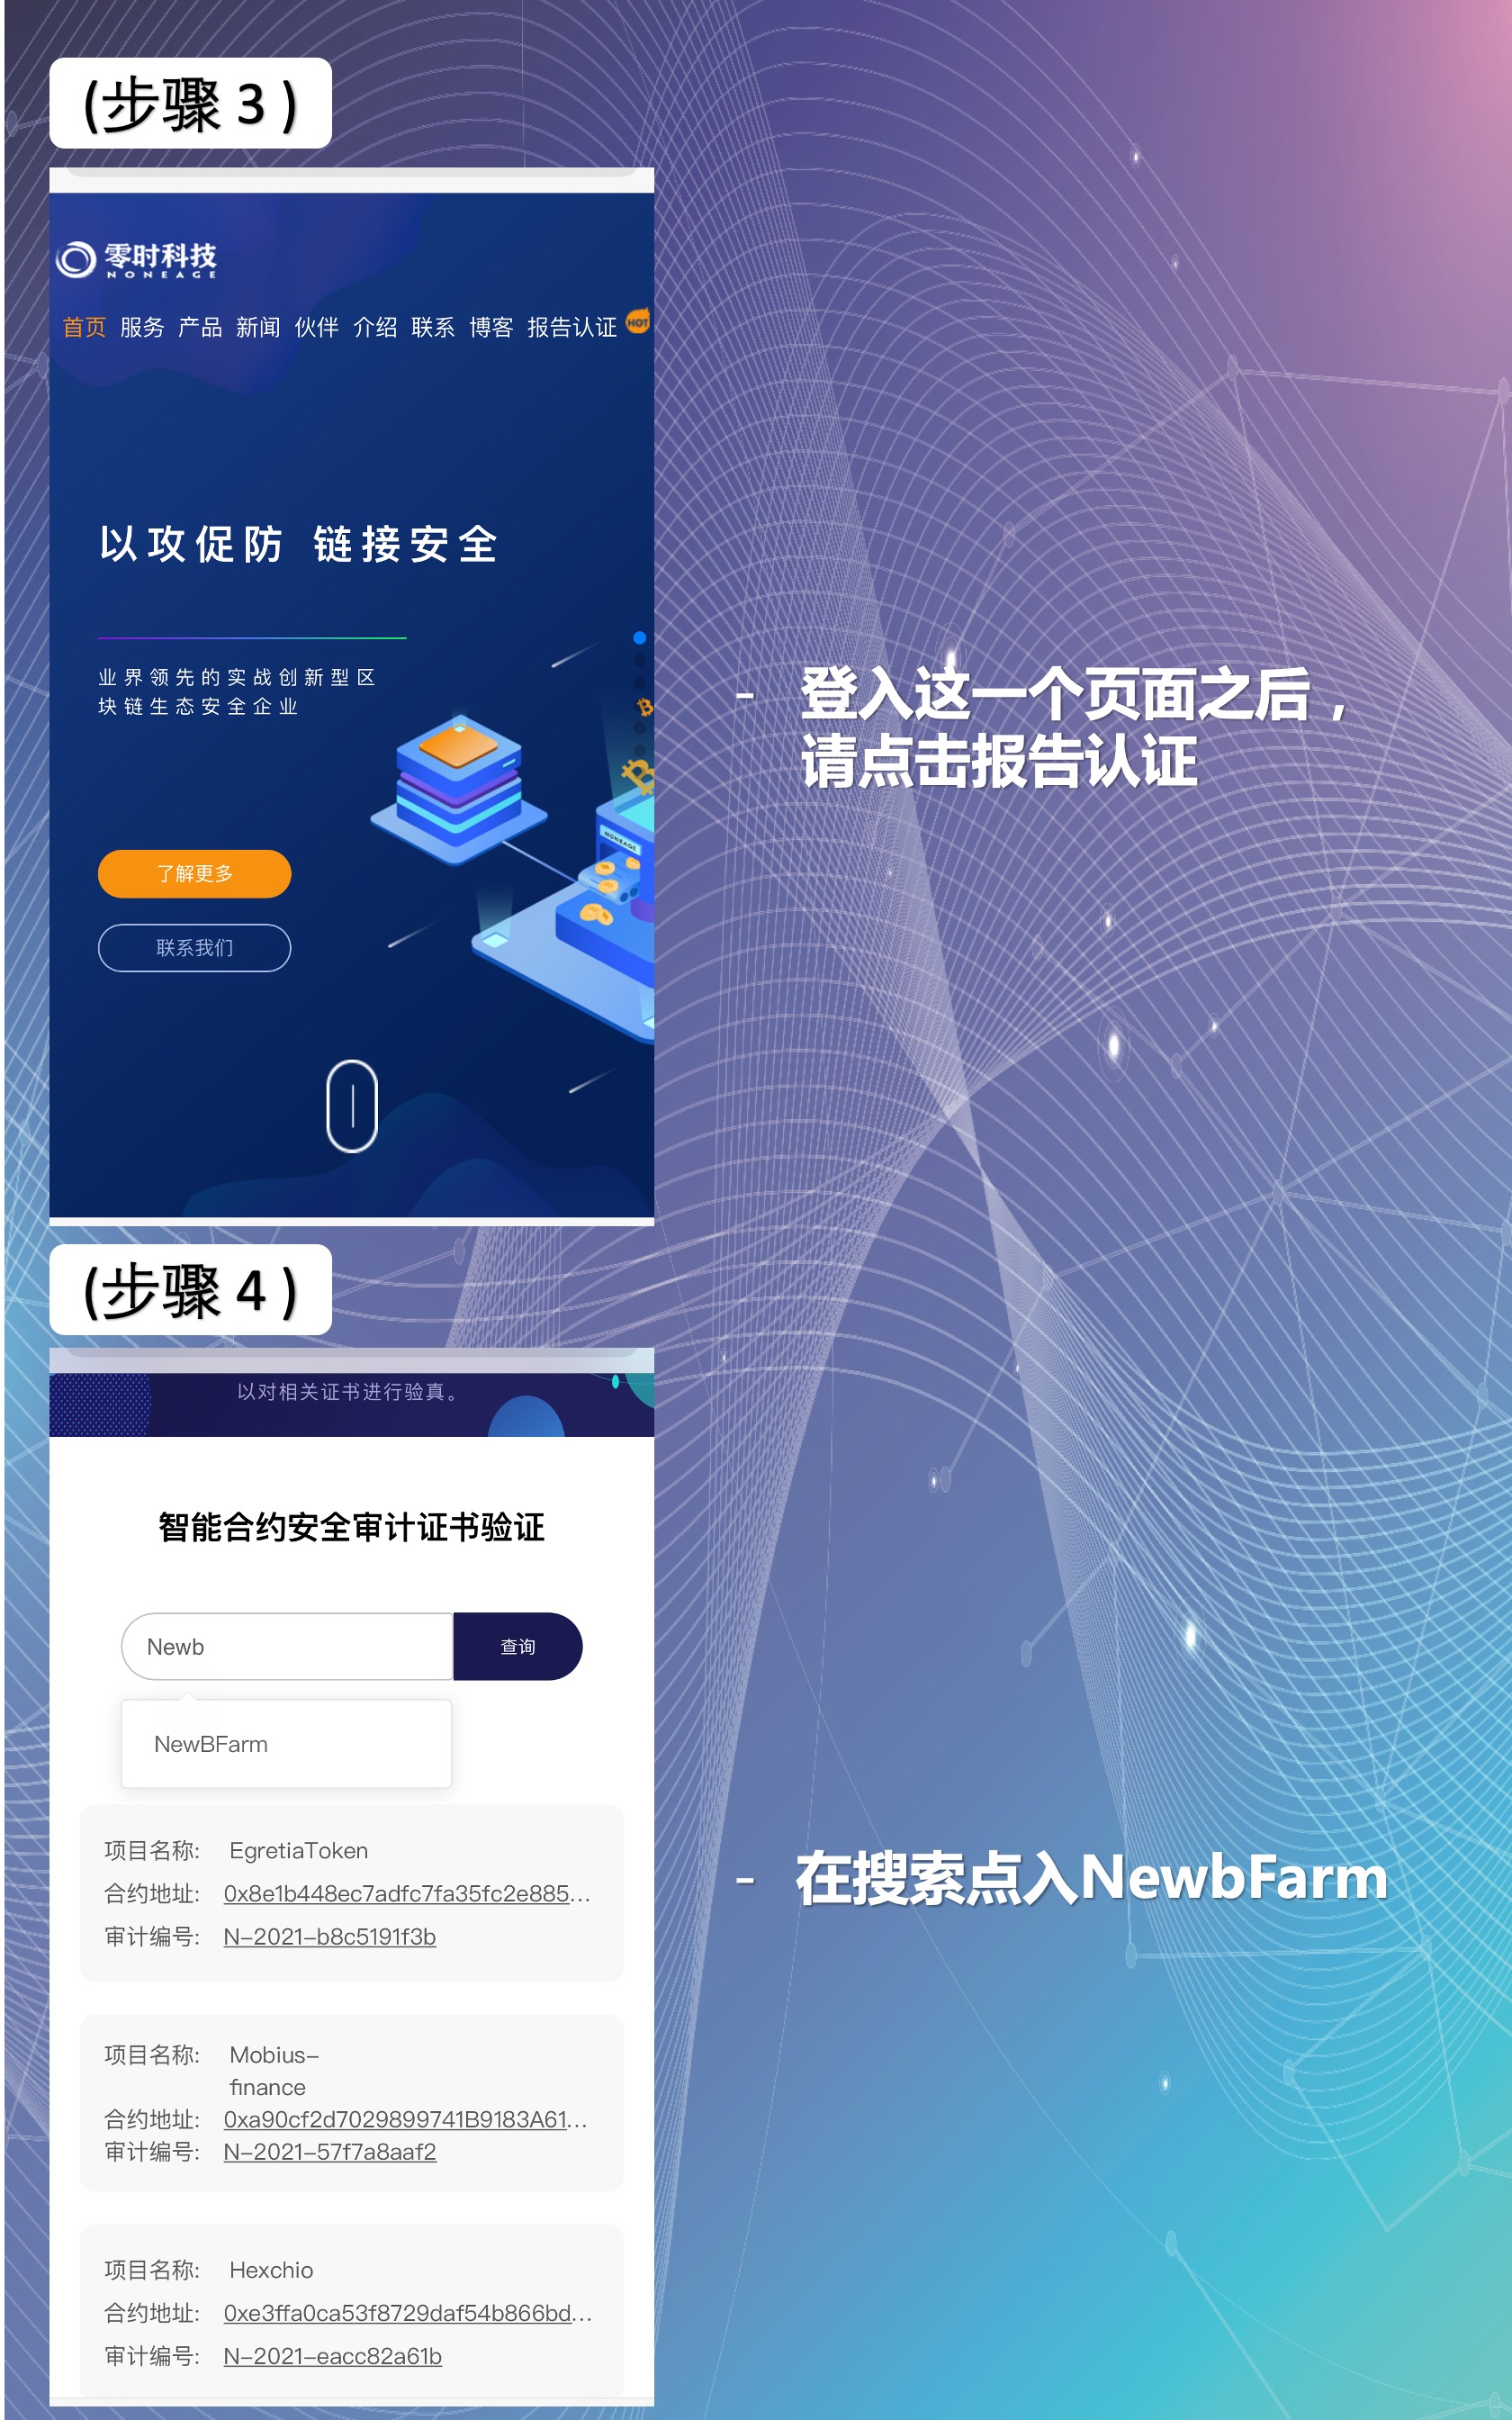 (步骤 3 )
零时科技
NONEAGE
首页 服务 产品 新闻 伙伴 介绍 联系 博客 报告认证 HOT
以攻促防 链接安全
业界领先的实战创新型区
块链生态安全企业
NONEAGE
了解更多
联系我们
- 登入这一个页面之后，
请点击报告认证
(步骤 4 )
以对相关证书进行验真。
智能合约安全审计证书验证
Newb 查询
NewBFarm
项目名称: EgretiaToken
合约地址: 0x8e1b448ec7adfc7fa35fc2e885...
审计编号: N-2021-b8c5191f3b
项目名称: Mobius-
finance
合约地址: 0xa90cf2d7029899741B9183A61...
审计编号: N-2021-57f7a8aaf2
项目名称: Hexchio
合约地址: 0xe3ffa0ca53f8729daf54b866bd...
审计编号: N-2021-eacc82a61b
- 在搜索点入NewbFarm